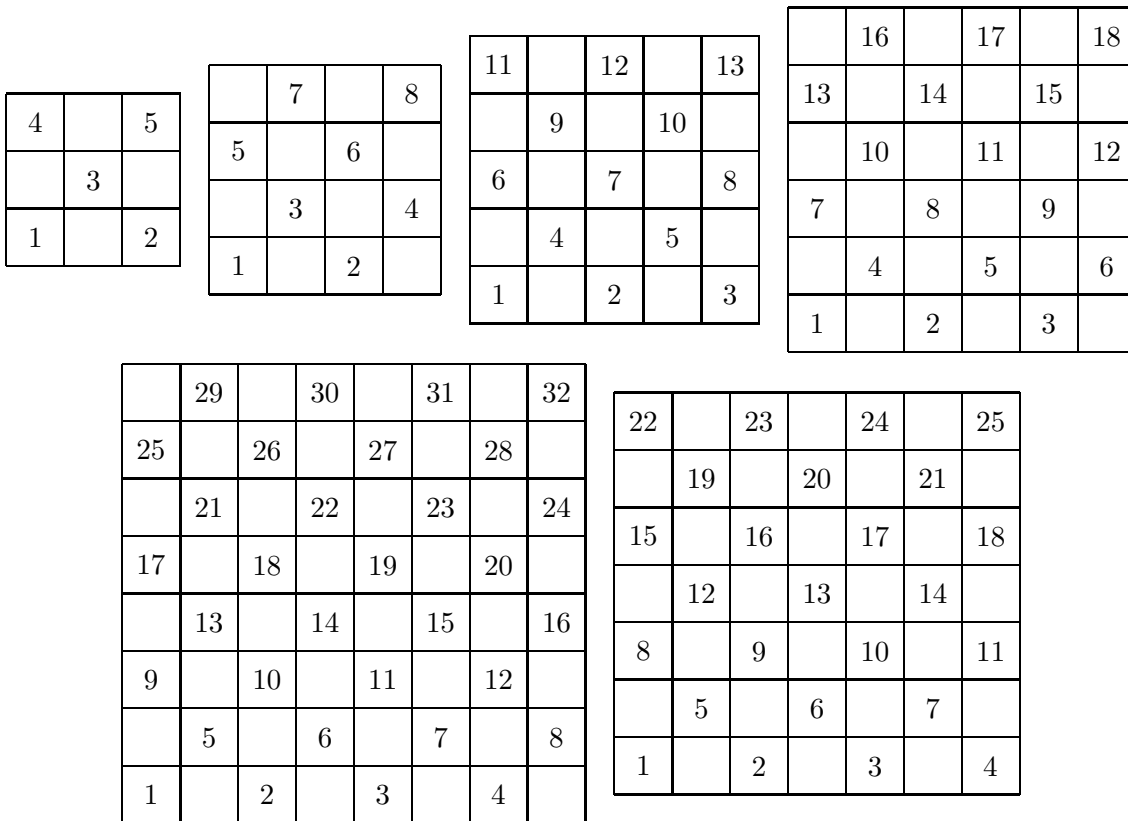 4 5
3
1 2
7 8
5 6
3 4
1 2
11 12 13
9 10
6 7 8
4 5
1 2 3
16 17 18
13 14 15
10 11 12
7 8 9
4 5 6
1 2 3
29 30 31 32
25 26 27 28
21 22 23 24
17 18 19 20
13 14 15 16
9 10 11 12
5 6 7 8
1 2 3 4
22 23 24 25
19 20 21
15 16 17 18
12 13 14
8 9 10 11
5 6 7
1 2 3 4